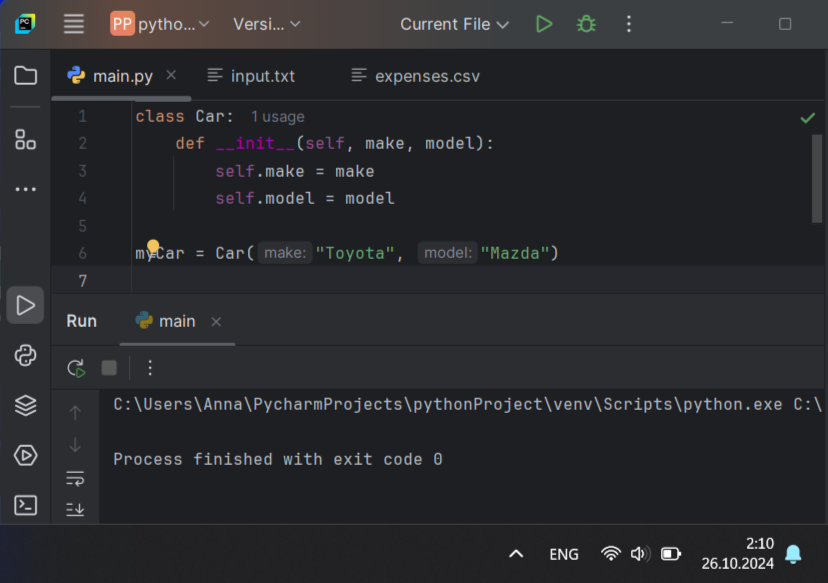 PC
PP pytho... Versi... Current File
main.py input.txt expenses.csv
1 class Car: 1 usage
2 def __init__(self, make, model):
3 self.make = make
4 self.model = model
5
6 myCar = Car( make: "Toyota", model: "Mazda")
7
Run main
C:\Users\Anna\PycharmProjects\pythonProject\venv\Scripts\python.exe C:\
Process finished with exit code 0
ENG 2:10
26.10.2024